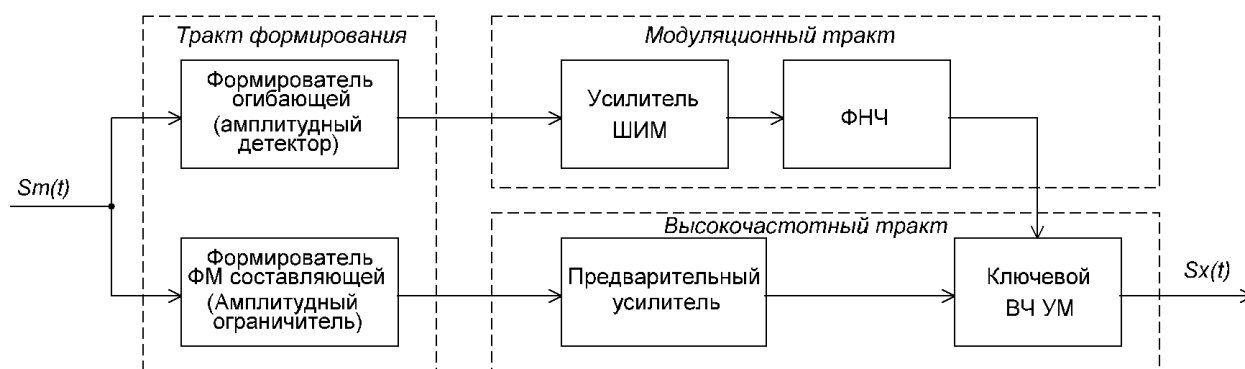 Тракт формирования
Модуляционный тракт
Формирователь
огибающей
(амплитудный
детектор)
Усилитель
ШИМ
ФНЧ
Sm(t)
Высокочастотный тракт
Формирователь
ФМ составляющей
(Амплитудный
ограничитель)
Предварительный
усилитель
Ключевой
ВЧ УМ
Sx(t)